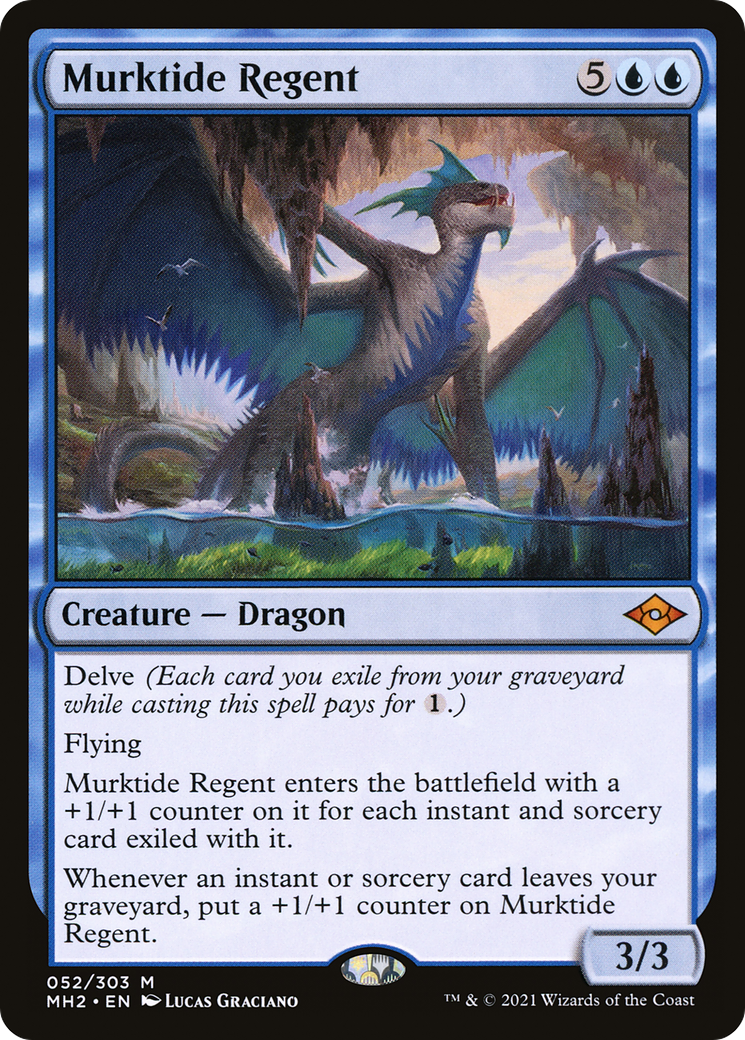 Murktide Regent 5
Creature — Dragon
Delve (Each card you exile from your graveyard
while casting this spell pays for 1.)
Flying
Murktide Regent enters the battlefield with a
+1/+1 counter on it for each instant and sorcery
card exiled with it.
Whenever an instant or sorcery card leaves your
graveyard, put a +1/+1 counter on Murktide
Regent.
3/3
052/303 M
MH2 • EN Lucas Graciano
™ & © 2021 Wizards of the Coast